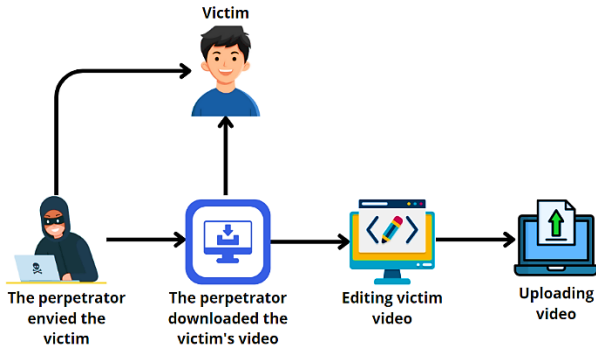 Victim
The perpetrator
envied the
victim
The perpetrator
downloaded the
victim's video
Editing victim
video
Uploading
video